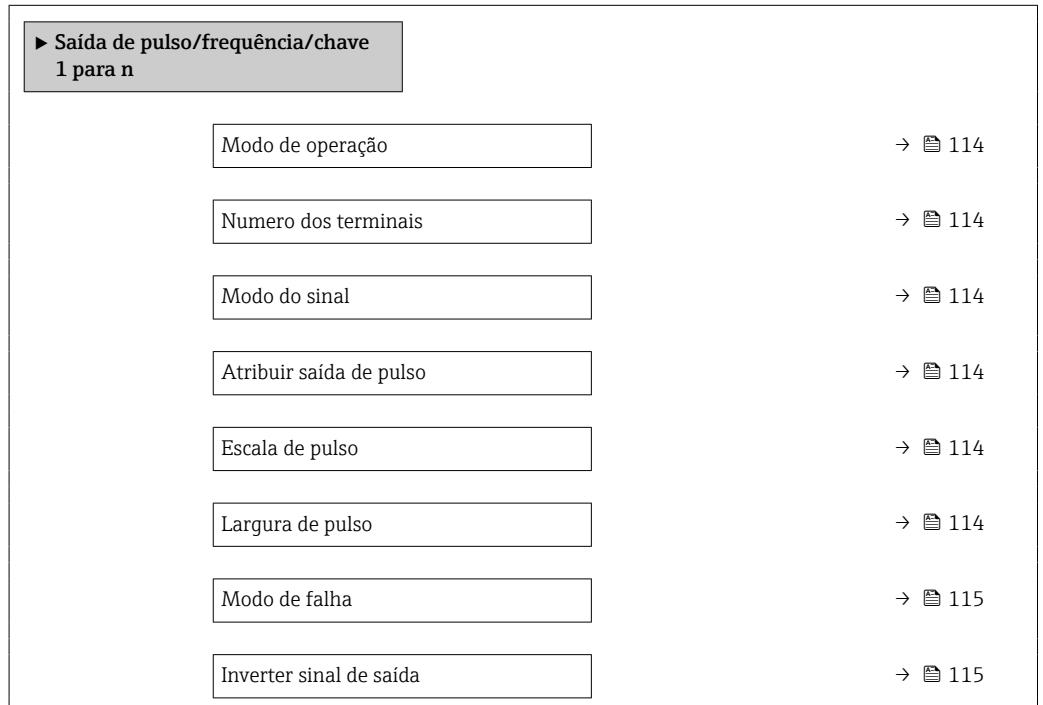 ▶ Saída de pulso/frequência/chave
1 para n
Modo de operação → 114
Numero dos terminais → 114
Modo do sinal → 114
Atribuir saída de pulso → 114
Escala de pulso → 114
Largura de pulso → 114
Modo de falha → 115
Inverter sinal de saída → 115